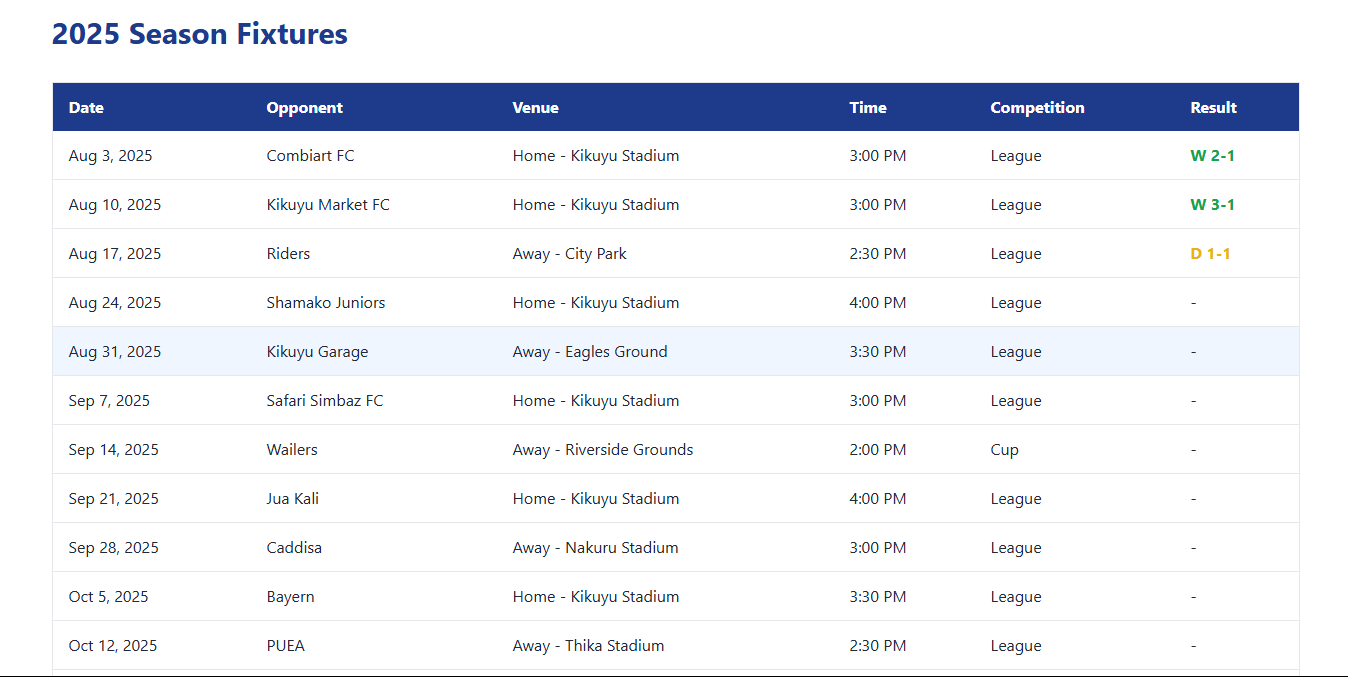 2025 Season Fixtures
Date Opponent Venue Time Competition Result
Aug 3, 2025 Combiart FC Home - Kikuyu Stadium 3:00 PM League W 2-1
Aug 10, 2025 Kikuyu Market FC Home - Kikuyu Stadium 3:00 PM League W 3-1
Aug 17, 2025 Riders Away - City Park 2:30 PM League D 1-1
Aug 24, 2025 Shamako Juniors Home - Kikuyu Stadium 4:00 PM League -
Aug 31, 2025 Kikuyu Garage Away - Eagles Ground 3:30 PM League -
Sep 7, 2025 Safari Simbaz FC Home - Kikuyu Stadium 3:00 PM League -
Sep 14, 2025 Wailers Away - Riverside Grounds 2:00 PM Cup -
Sep 21, 2025 Jua Kali Home - Kikuyu Stadium 4:00 PM League -
Sep 28, 2025 Caddisa Away - Nakuru Stadium 3:00 PM League -
Oct 5, 2025 Bayern Home - Kikuyu Stadium 3:30 PM League -
Oct 12, 2025 PUEA Away - Thika Stadium 2:30 PM League -